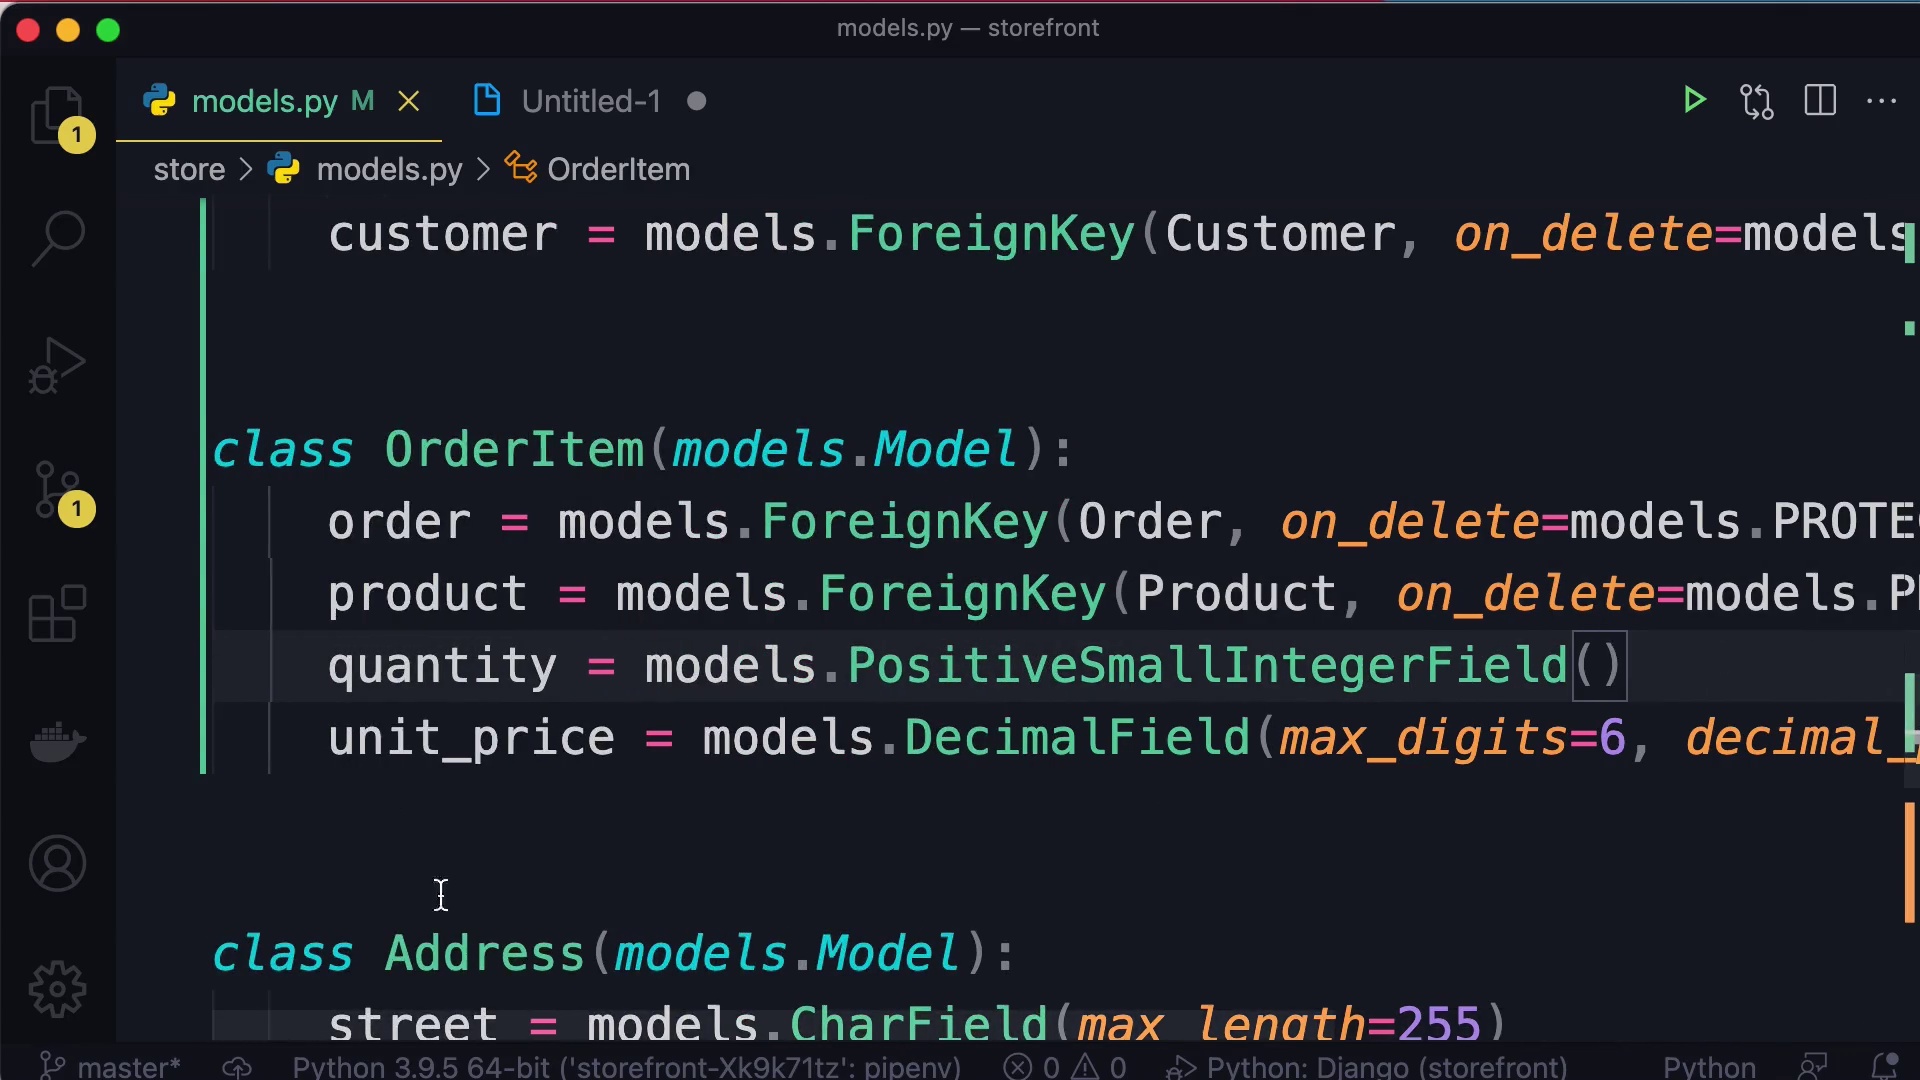 models.py — storefront
models.py M Untitled-1
store > models.py > OrderItem
customer = models.ForeignKey(Customer, on_delete=models
class OrderItem(models.Model):
order = models.ForeignKey(Order, on_delete=models.PROTE
product = models.ForeignKey(Product, on_delete=models.P
quantity = models.PositiveSmallIntegerField()
unit_price = models.DecimalField(max_digits=6, decimal_
class Address(models.Model):
street = models.CharField(max_length=255)
master* Python 3.9.5 64-bit ('storefront-Xk9k71tz': pipenv) 0 0 Python: Django (storefront) Python
1
1